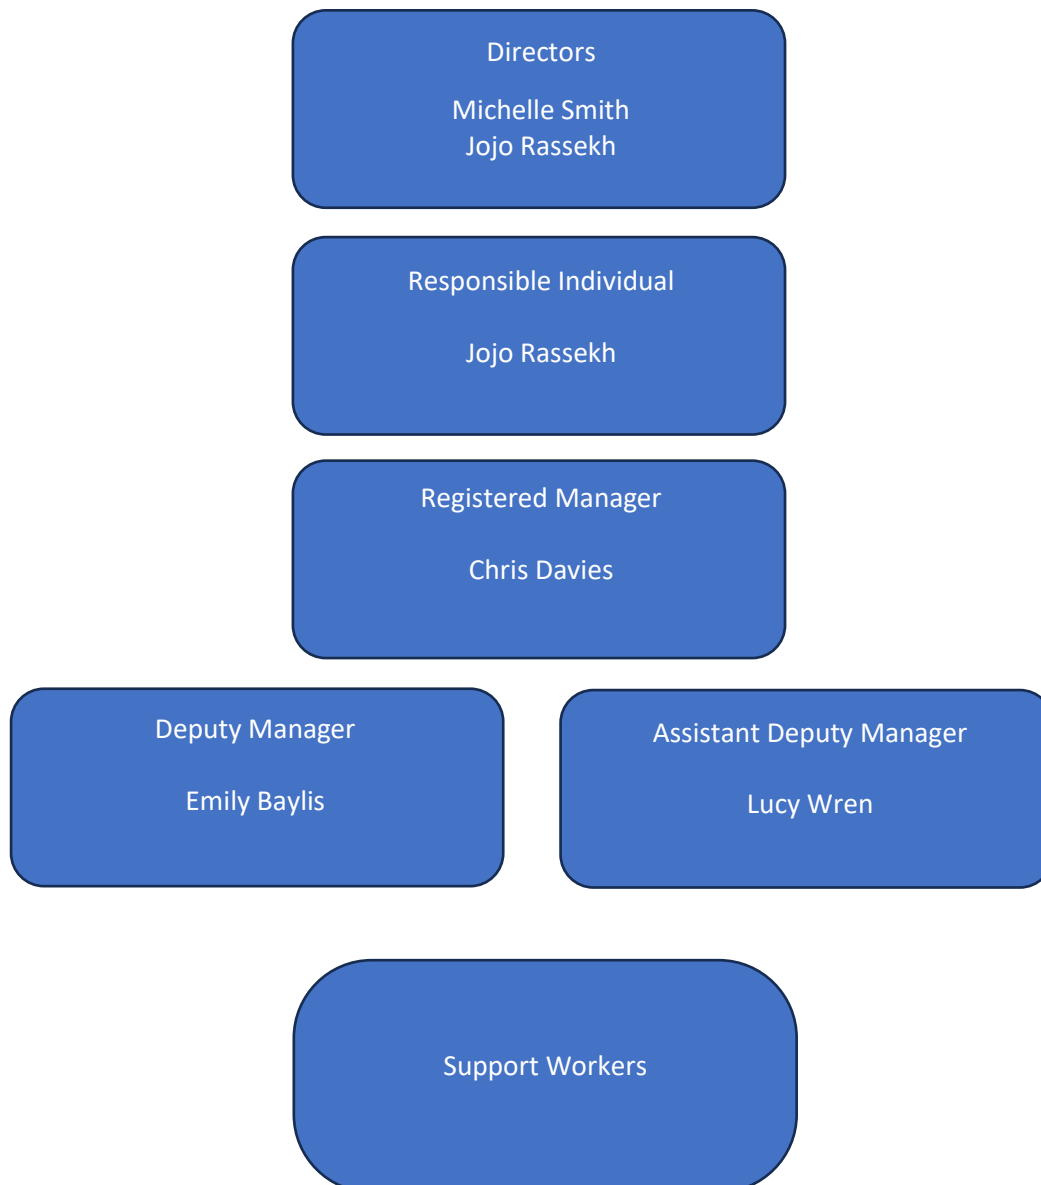 Directors
Michelle Smith
Jojo Rassekh
Responsible Individual
Jojo Rassekh
Registered Manager
Chris Davies
Deputy Manager
Emily Baylis
Assistant Deputy Manager
Lucy Wren
Support Workers